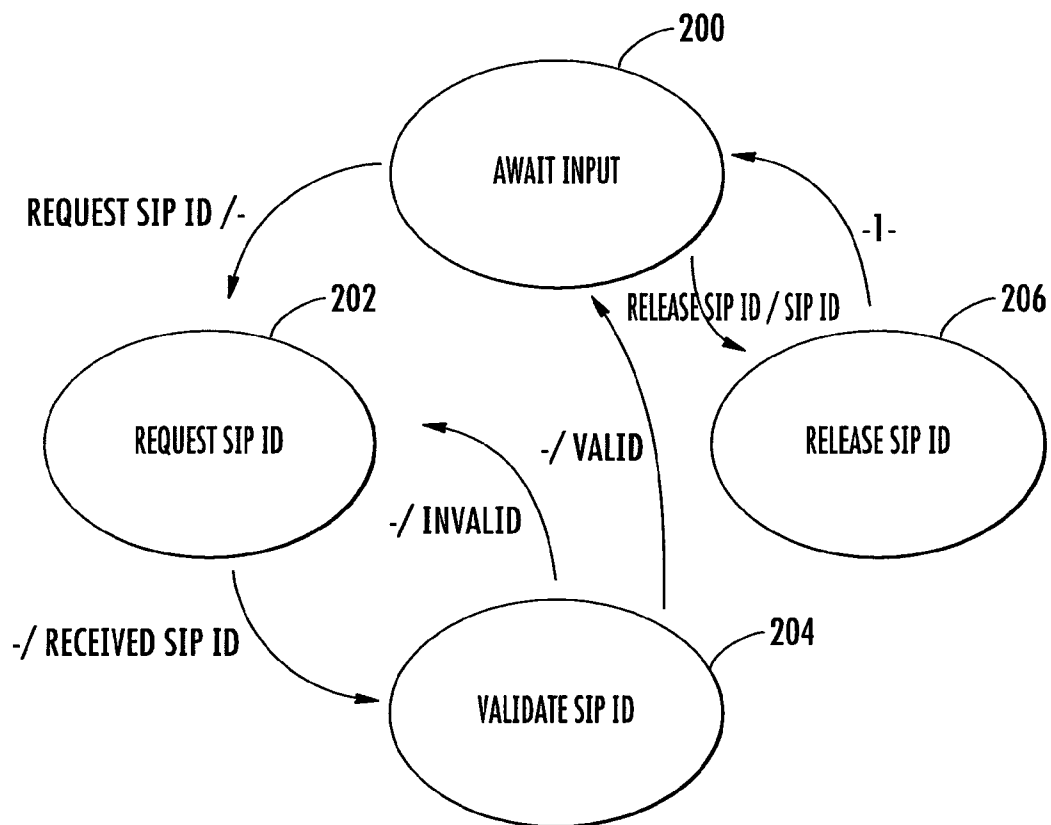 200
AWAIT INPUT
REQUEST SIP ID /-
-1-
202
RELEASE SIP ID / SIP ID
206
REQUEST SIP ID
-/ VALID
RELEASE SIP ID
-/ INVALID
-/ RECEIVED SIP ID
204
VALIDATE SIP ID